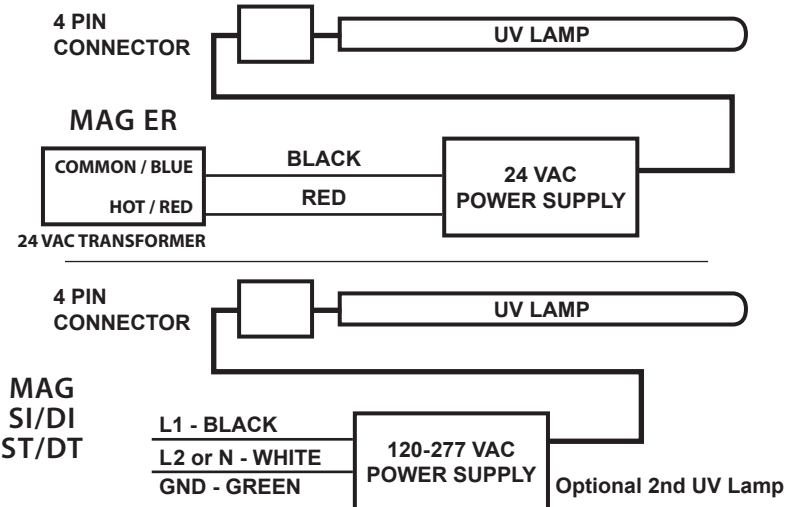 4 PIN
CONNECTOR
UV LAMP
MAG ER
COMMON / BLUE
HOT / RED
24 VAC TRANSFORMER
BLACK
RED
24 VAC
POWER SUPPLY
4 PIN
CONNECTOR
UV LAMP
MAG
SI/DI
ST/DT
L1 - BLACK
L2 or N - WHITE
GND - GREEN
120-277 VAC
POWER SUPPLY
Optional 2nd UV Lamp